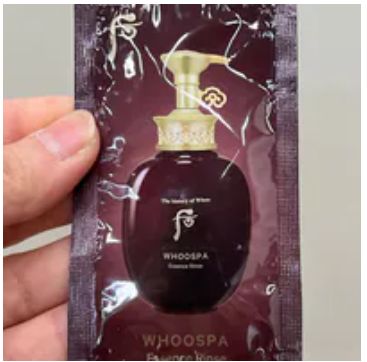 The history of Whoo
WHOOSPA
Essence Rinse
WHOOSPA
Essence Rinse